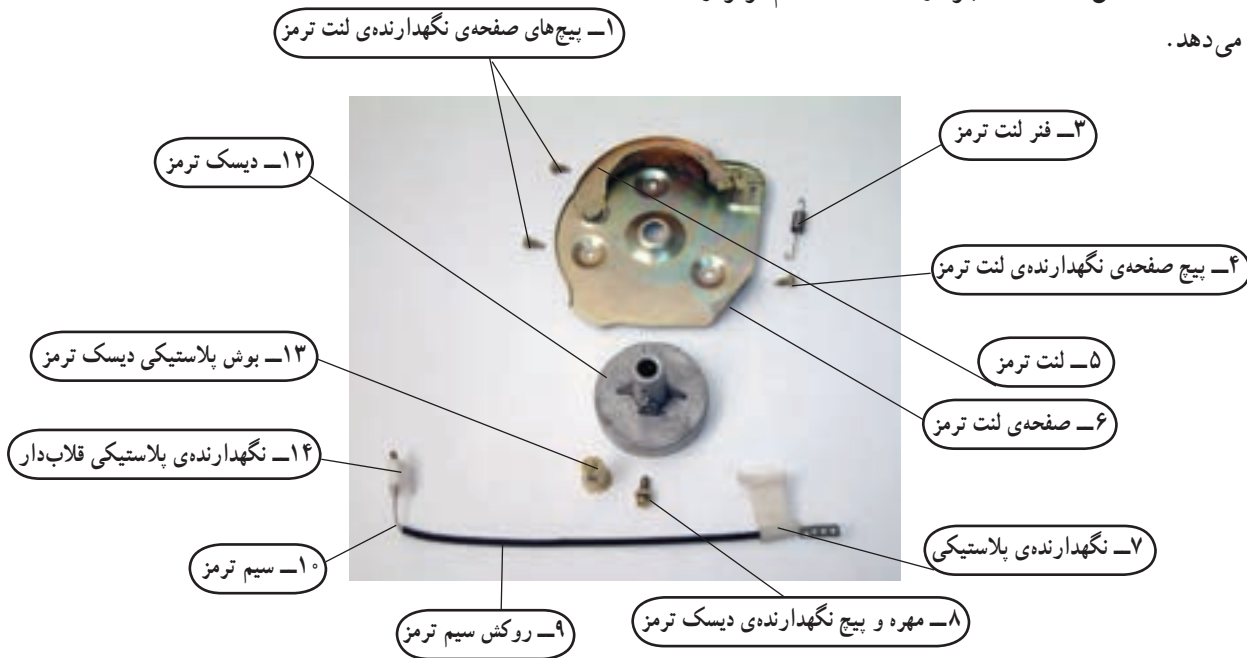 می‌دهد.
۱ــ پیچ‌های صفحه‌ی نگهدارنده‌ی لنت ترمز
۳ــ فنر لنت ترمز
۱۲ــ دیسک ترمز
۴ــ پیچ صفحه‌ی نگهدارنده‌ی لنت ترمز
۱۳ــ بوش پلاستیکی دیسک ترمز
۵ــ لنت ترمز
۶ــ صفحه‌ی لنت ترمز
۱۴ــ نگهدارنده‌ی پلاستیکی قلاب‌دار
۷ــ نگهدارنده‌ی پلاستیکی
۱۰ــ سیم ترمز
۸ــ مهره و پیچ نگهدارنده‌ی دیسک ترمز
۹ــ روکش سیم ترمز